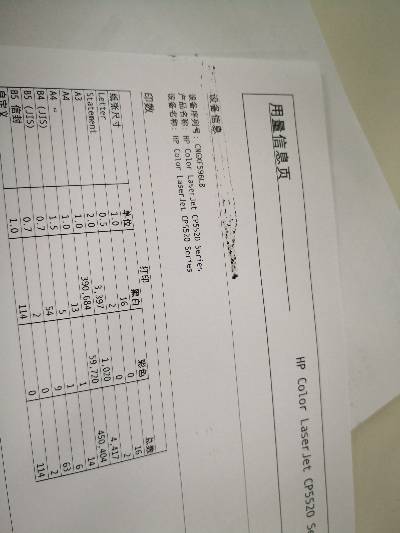 HP Color LaserJet CP5520 Se
用量信息页
设备信息
设备序列号:
产品名称: HP Color LaserJet CP5520 Series
设备名称: HP Color LaserJet CP5520 Series
印数
打印
纸张尺寸 单位 黑白 彩色 总数
Letter 1.0 16 0 16
Statement 0.5 2 0 2
A3 2.0 3,397 1,020 4,417
A4 1.0 390,684 59,720 450,404
A4 1.0 13 1 14
B4 (JIS) 1.5 5 1 6
B5 (JIS) 0.7 54 9 63
B5 信封 0.7 2 0 2
自定义 1.0 114 0 114